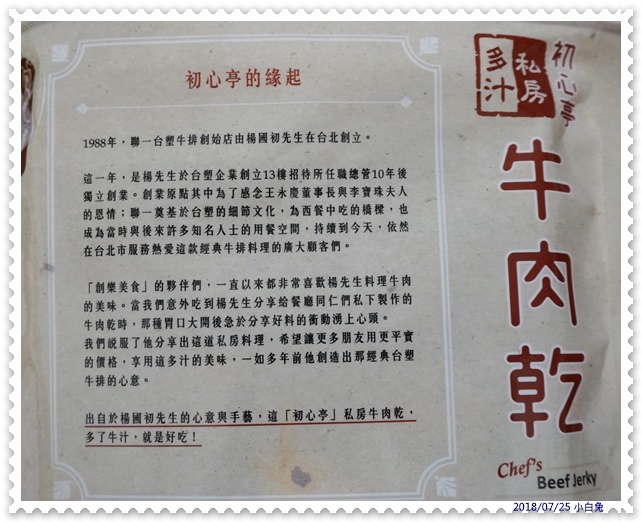 初心亭的緣起
1988年，聯一台塑牛排創始店由楊國初先生在台北創立。
這一年，是楊先生於台塑企業創立13樓招待所任職總管10年後
獨立創業。創業原點其中為了感念王永慶董事長與李寶珠夫人
的恩情；聯一奠基於台塑的細節文化，為西餐中吃的橋樑，也
成為當時與後來許多知名人士的用餐空間，持續到今天，依然
在台北市服務熱愛這款經典牛排料理的廣大顧客們。
「創樂美食」的夥伴們，一直以來都非常喜歡楊先生料理牛肉
的美味。當我們意外吃到楊先生分享給餐廳同仁們私下製作的
牛肉乾時，那種胃口大開後急於分享好料的衝動湧上心頭。
我們說服了他分享出這道私房料理，希望讓更多朋友用更平實
的價格，享用這多汁的美味，一如多年前他創造出那經典台塑
牛排的心意。
出自於楊國初先生的心意與手藝，這「初心亭」私房牛肉乾，
多了牛汁，就是好吃！
初心亭
私房
多汁
牛肉乾
Chef's
Beef Jerky
2018/07/25 小白兔